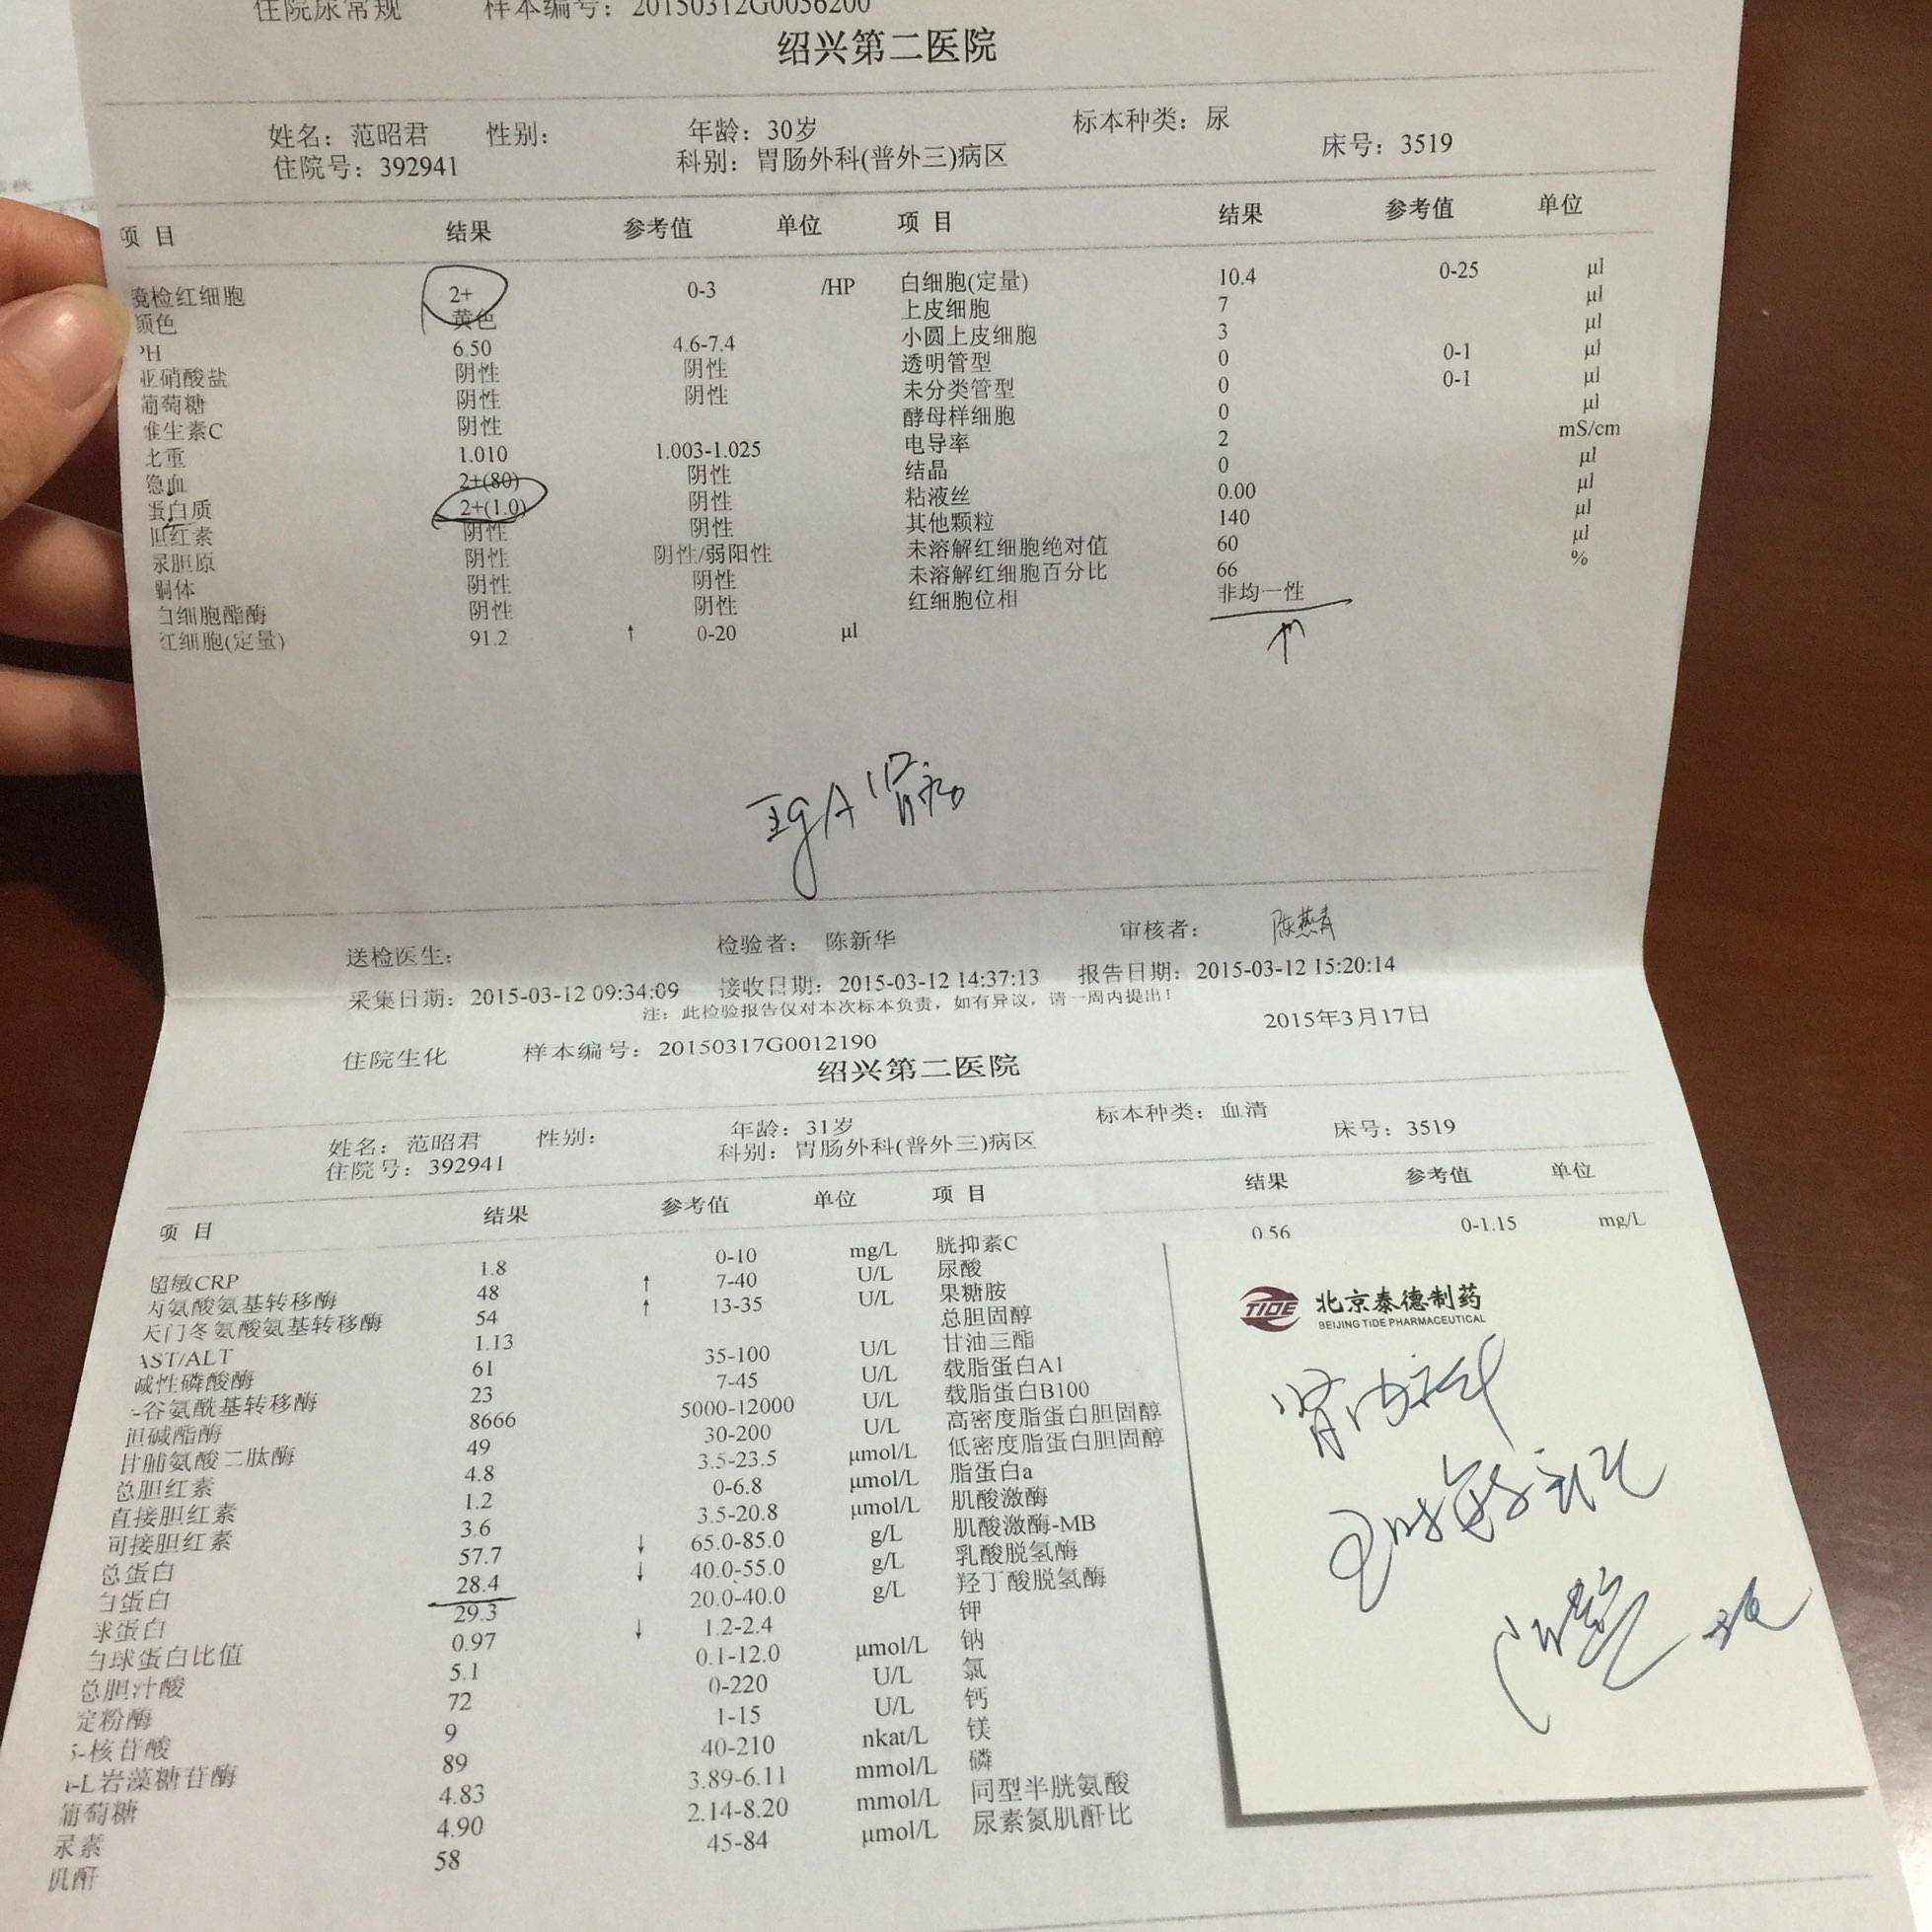 住院尿常规 样本编号：20150312G0056200
绍兴第二医院
姓名：范昭君 性别： 年龄：30岁 标本种类：尿
住院号：392941 科别：胃肠外科(普外三)病区 床号：3519
项 目 结果 参考值 单位 项 目 结果 参考值 单位
镜检红细胞 2+ 0-3 /HP 白细胞(定量) 10.4 0-25 μl
颜色 黄色 上皮细胞 7 μl
PH 6.50 4.6-7.4 小圆上皮细胞 3 μl
亚硝酸盐 阴性 阴性 透明管型 0 0-1 μl
葡萄糖 阴性 阴性 未分类管型 0 0-1 μl
维生素C 阴性 酵母样细胞 0 μl
比重 1.010 1.003-1.025 电导率 2 mS/cm
隐血 2+(80) 阴性 结晶 0 μl
蛋白质 2+(1.0) 阴性 粘液丝 0.00 μl
胆红素 阴性 阴性 其他颗粒 140 μl
尿胆原 阴性 阴性/弱阳性 未溶解红细胞绝对值 60 μl
酮体 阴性 阴性 未溶解红细胞百分比 66 %
白细胞酯酶 阴性 阴性 红细胞位相 非均一性
红细胞(定量) 91.2 ↑ 0-20 μl
IgA肾病
送检医生： 检验者：陈新华 审核者：陈燕青
采集日期：2015-03-12 09:34:09 接收日期：2015-03-12 14:37:13 报告日期：2015-03-12 15:20:14
注：此检验报告仅对本次标本负责，如有异议，请一周内提出！
2015年3月17日
住院生化 样本编号：20150317G0012190
绍兴第二医院
姓名：范昭君 性别： 年龄：31岁 标本种类：血清
住院号：392941 科别：胃肠外科(普外三)病区 床号：3519
项 目 结果 参考值 单位 项 目 结果 参考值 单位
超敏CRP 1.8 0-10 mg/L 胱抑素C 0.56 0-1.15 mg/L
丙氨酸氨基转移酶 48 ↑ 7-40 U/L 尿酸
天门冬氨酸氨基转移酶 54 ↑ 13-35 U/L 果糖胺
AST/ALT 1.13 总胆固醇
碱性磷酸酶 61 35-100 U/L 甘油三酯
-谷氨酰基转移酶 23 7-45 U/L 载脂蛋白A1
胆碱酯酶 8666 5000-12000 U/L 载脂蛋白B100
甘脯氨酸二肽酶 49 30-200 U/L 高密度脂蛋白胆固醇
总胆红素 4.8 3.5-23.5 μmol/L 低密度脂蛋白胆固醇
直接胆红素 1.2 0-6.8 μmol/L 脂蛋白a
间接胆红素 3.6 3.5-20.8 μmol/L 肌酸激酶
总蛋白 57.7 ↓ 65.0-85.0 g/L 肌酸激酶-MB
白蛋白 28.4 ↓ 40.0-55.0 g/L 乳酸脱氢酶
球蛋白 29.3 20.0-40.0 g/L 羟丁酸脱氢酶
白球蛋白比值 0.97 ↓ 1.2-2.4 钾
总胆汁酸 5.1 0.1-12.0 μmol/L 钠
淀粉酶 72 0-220 U/L 氯
5-核苷酸 9 1-15 U/L 钙
α-L岩藻糖苷酶 89 40-210 nkat/L 镁
葡萄糖 4.83 3.89-6.11 mmol/L 磷
尿素 4.90 2.14-8.20 mmol/L 同型半胱氨酸
肌酐 58 45-84 μmol/L 尿素氮肌酐比
TIDE 北京泰德制药
BEIJING TIDE PHARMACEUTICAL
肾内科